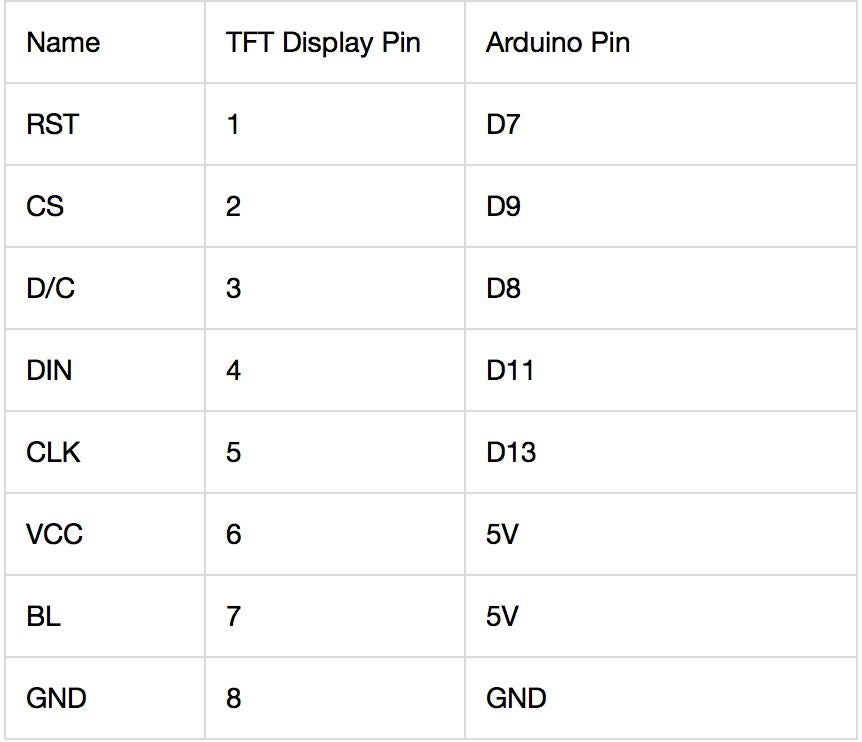 Name TFT Display Pin Arduino Pin
RST 1 D7
CS 2 D9
D/C 3 D8
DIN 4 D11
CLK 5 D13
VCC 6 5V
BL 7 5V
GND 8 GND